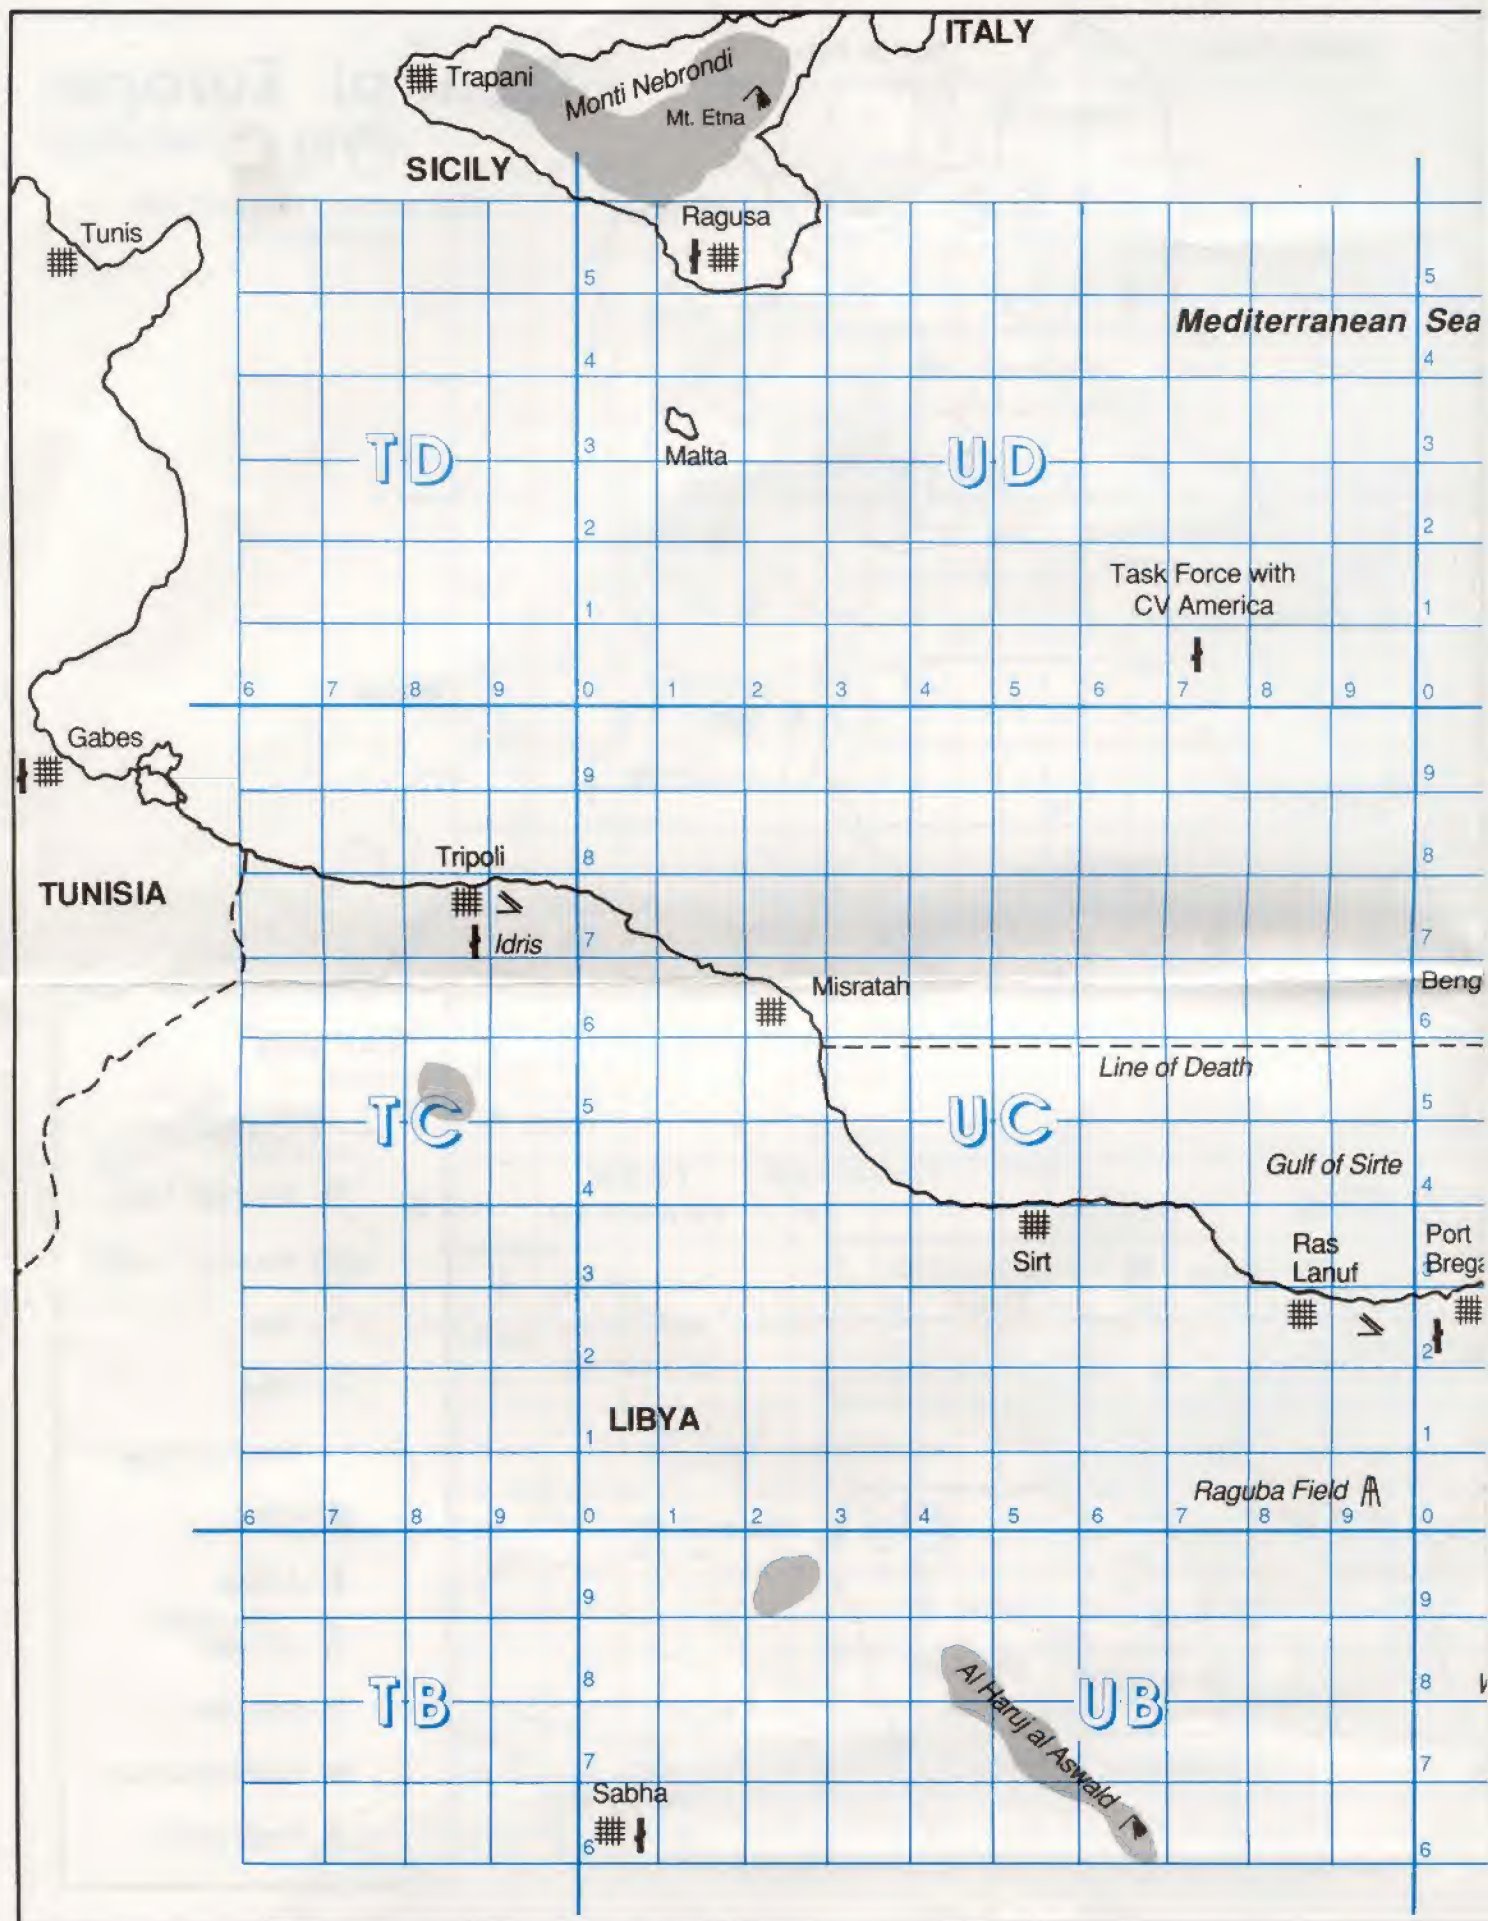 ITALY
Trapani
Monti Nebrondi
Mt. Etna
SICILY
Ragusa
Tunis
5
5
Mediterranean Sea
4
4
TD
3
Malta
UD
3
2
2
Task Force with
CV America
1
1
6 7 8 9 0 1 2 3 4 5 6 7 8 9 0
Gabes
9
9
Tripoli
8
8
TUNISIA
Idris
7
7
Misratah
Beng
6
6
Line of Death
TC
5
UC
5
Gulf of Sirte
4
4
Sirt
Ras
Lanuf
Port
Brega
3
3
2
2
LIBYA
1
1
Raguba Field
6 7 8 9 0 1 2 3 4 5 6 7 8 9 0
9
9
TB
8
Al Haruj al Aswald
UB
8
7
7
Sabha
6
6